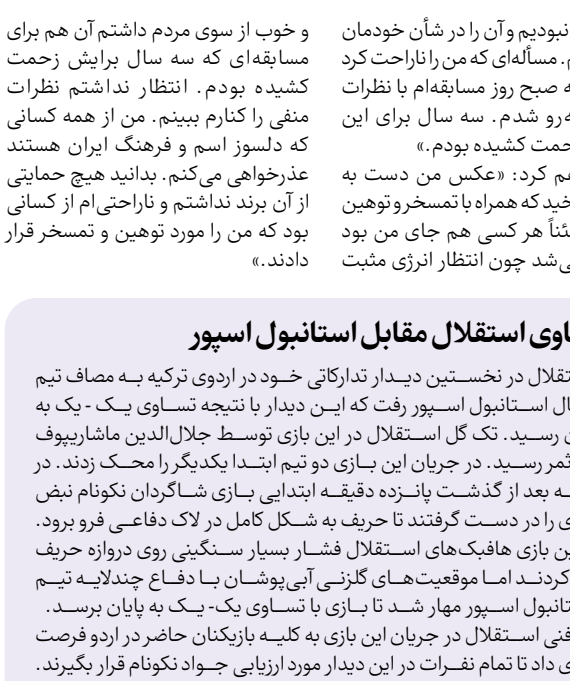 نبودیم و آن را در شأن خودمان
مسأله‌ای که من را ناراحت کرد
صبح روز مسابقه‌ام با نظرات
رو شدم. سه سال برای این
زحمت کشیده بودم.»
هم کرد: «عکس من دست به
که همراه با تمسخر و توهین
هر کسی هم جای من بود
می‌شد چون انتظار انرژی مثبت
و خوب از سوی مردم داشتم آن هم برای
مسابقه‌ای که سه سال برایش زحمت
کشیده بودم. انتظار نداشتم نظرات
منفی را کنارم ببینم. من از همه کسانی
که دلسوز اسم و فرهنگ ایران هستند
عذرخواهی می‌کنم. بدانید هیچ حمایتی
از آن برند نداشتم و ناراحتی‌ام از کسانی
بود که من را مورد توهین و تمسخر قرار
دادند.»
استقلال مقابل استانبول اسپور
در نخستین دیدار تدارکاتی خود در اردوی ترکیه به مصاف تیم
استانبول اسپور رفت که این دیدار با نتیجه تساوی یک - یک به
رسید. تک گل استقلال در این بازی توسط جلال‌الدین ماشاریپوف
ثمر رسید. در جریان این بازی دو تیم ابتدا یکدیگر را محک زدند. در
بعد از گذشت پانزده دقیقه ابتدایی بازی شاگردان نکونام نبض
را در دست گرفتند تا حریف به شکل کامل در لاک دفاعی فرو برود.
بازی هافبک‌های استقلال فشار بسیار سنگینی روی دروازه حریف
کردند اما موقعیت‌های گلزنی آبی‌پوشان با دفاع چندلایه تیم
استانبول اسپور مهار شد تا بازی با تساوی یک- یک به پایان برسد.
فنی استقلال در جریان این بازی به کلیه بازیکنان حاضر در اردو فرصت
داد تا تمام نفرات در این دیدار مورد ارزیابی جواد نکونام قرار بگیرند.